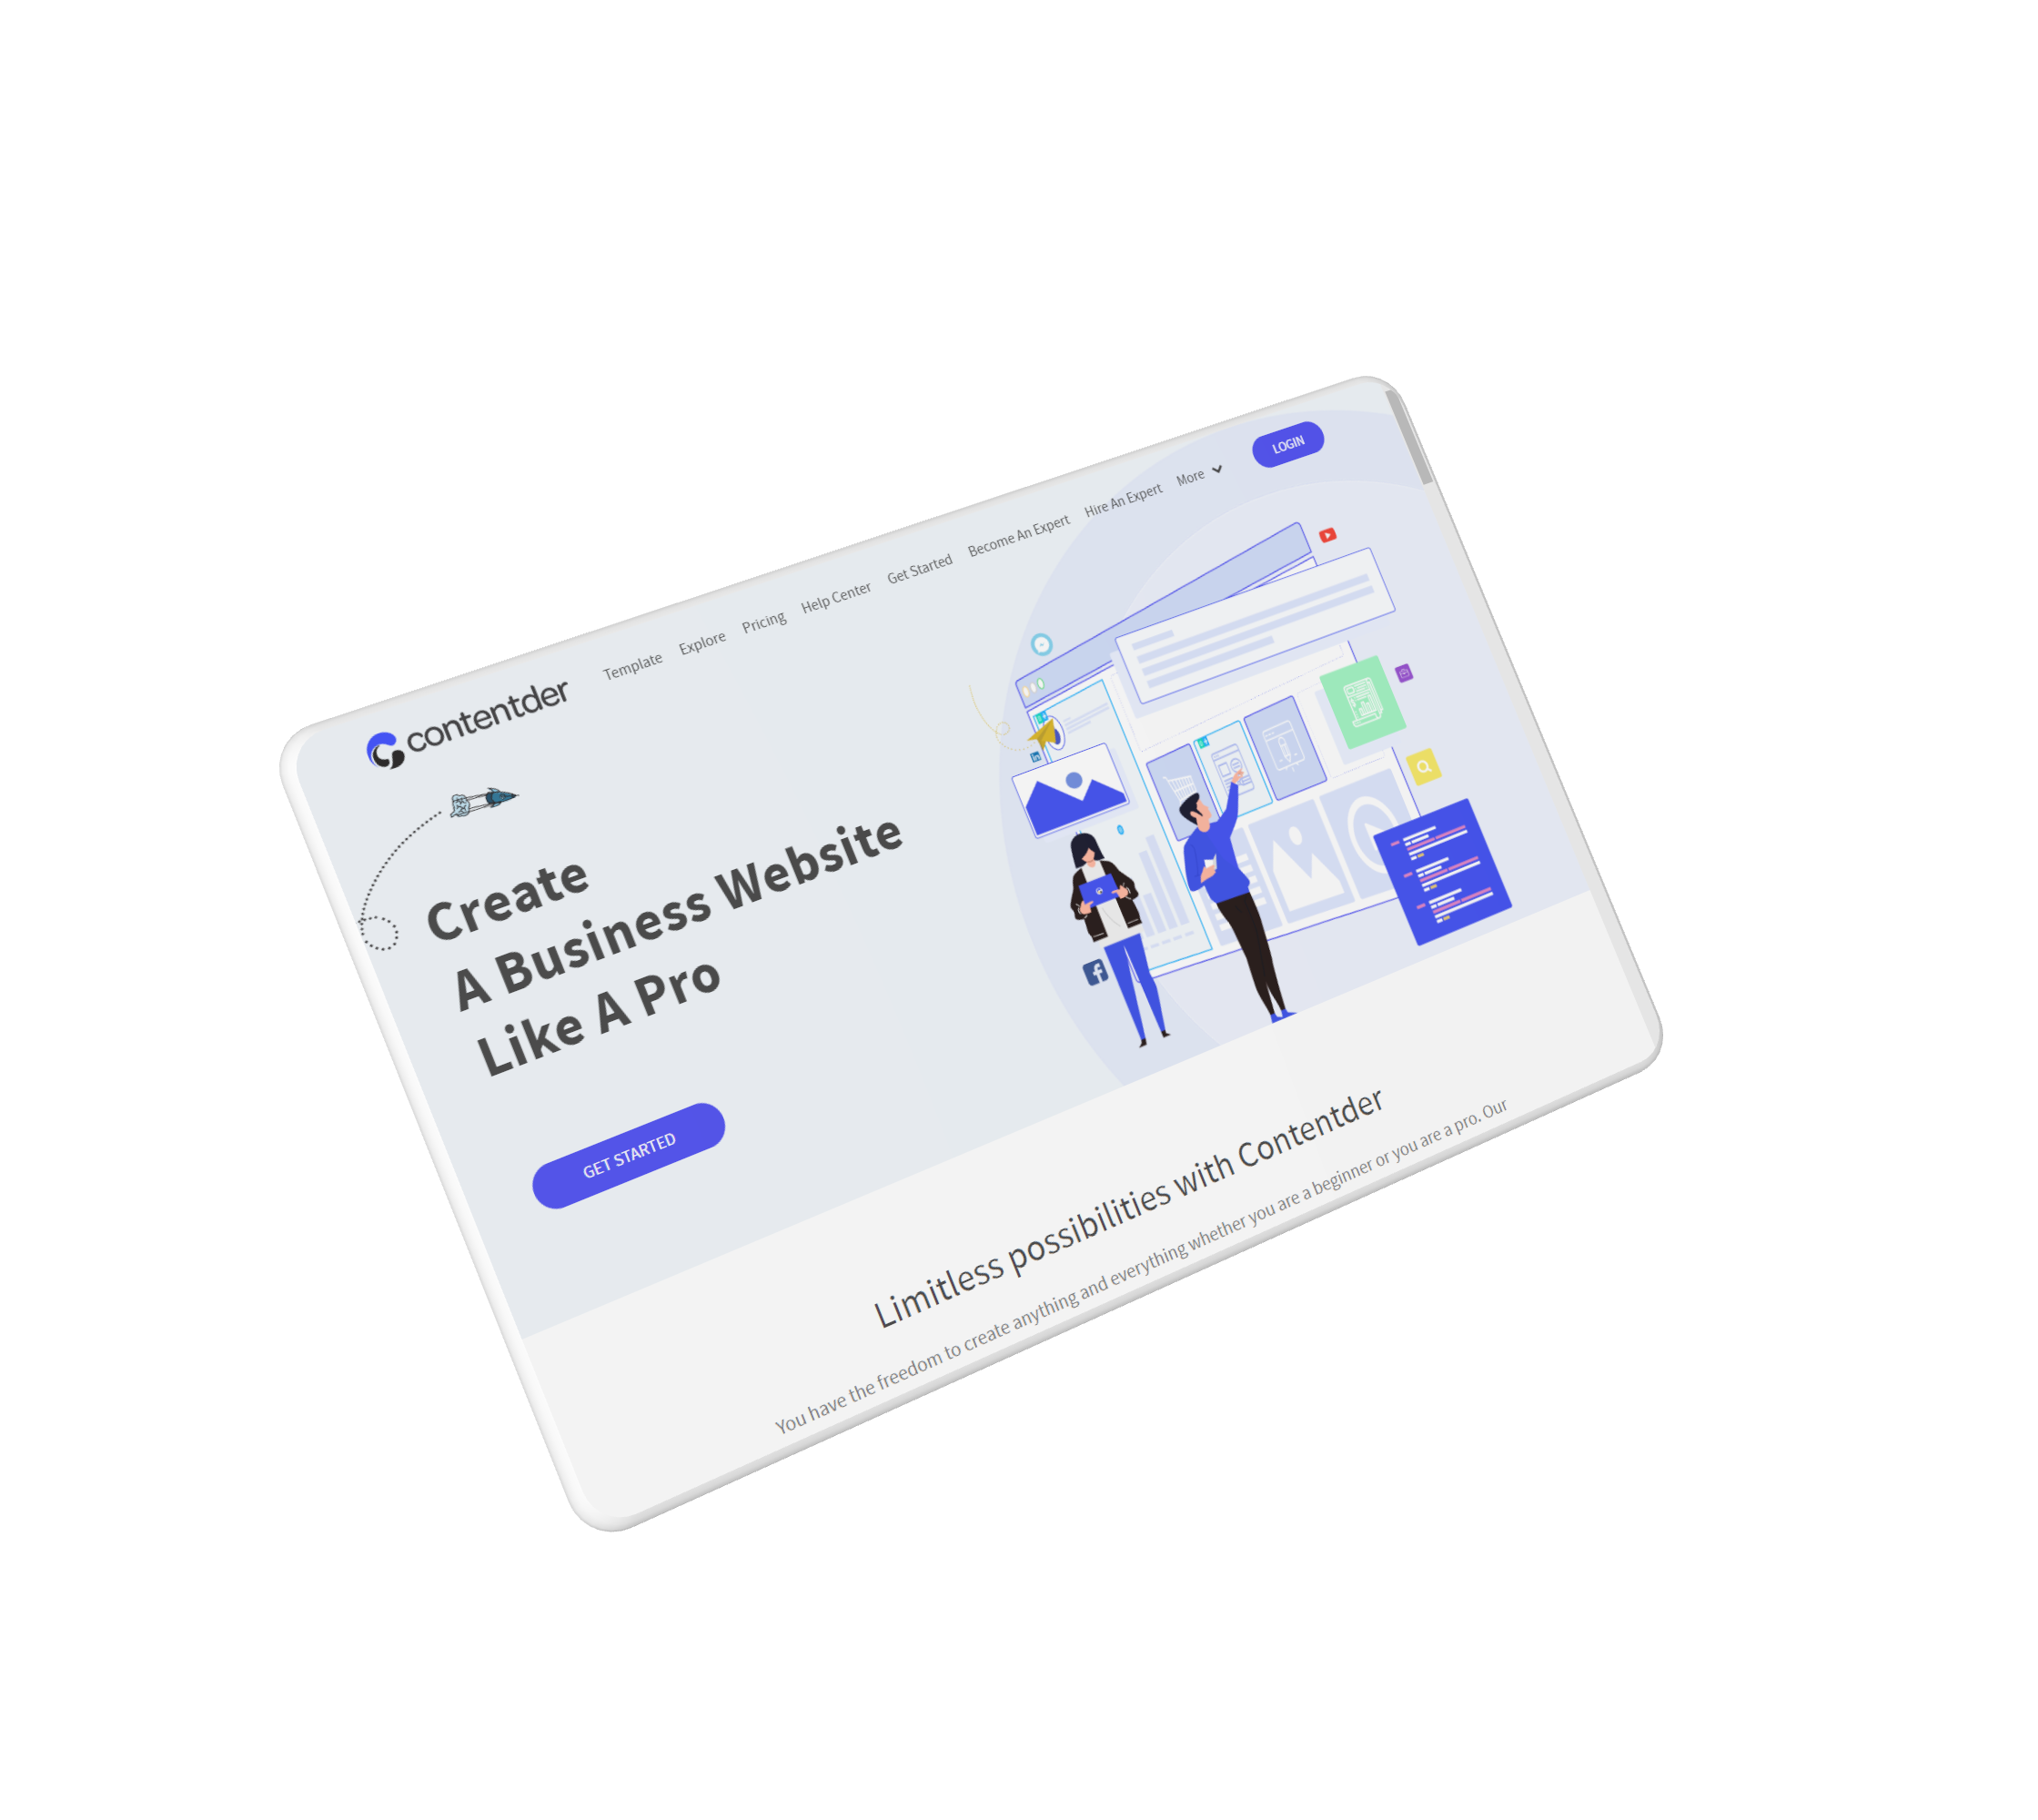 contentder
Template Explore Pricing Help Center Get Started Become An Expert Hire An Expert More
LOGIN
Create
A Business Website
Like A Pro
GET STARTED
Limitless possibilities with Contentder
You have the freedom to create anything and everything whether you are a beginner or you are a pro. Our